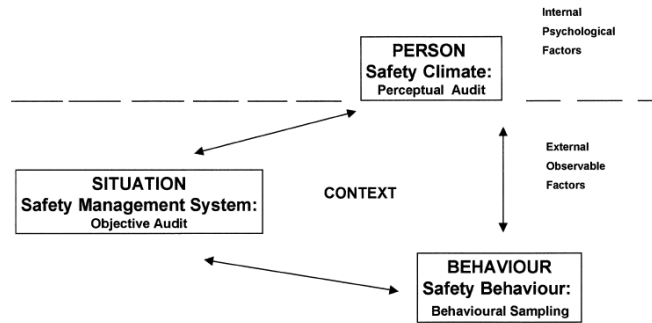 Internal
Psychological
Factors
PERSON
Safety Climate:
Perceptual Audit
External
Observable
Factors
SITUATION
Safety Management System:
Objective Audit
CONTEXT
BEHAVIOUR
Safety Behaviour:
Behavioural Sampling